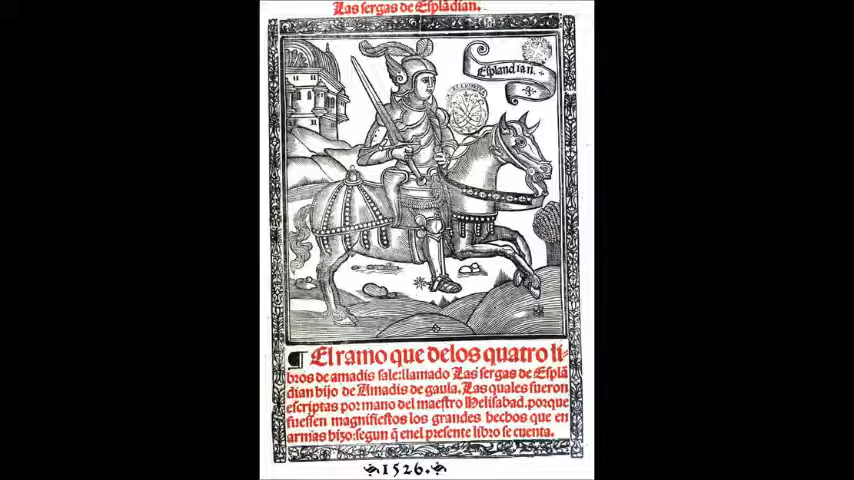 Las sergas de Esplãdian.
Esplandian.
¶ El ramo que delos quatro li-
bros de amadis sale: llamado Las sergas de Esplã
dian hijo de Amadis de gaula. Las quales fueron
escriptas por mano del maestro Helisabad, porque
fuessen magnifiestos los grandes hechos que en
armas hizo: segun q̃ enel presente libro se cuenta.
1526.